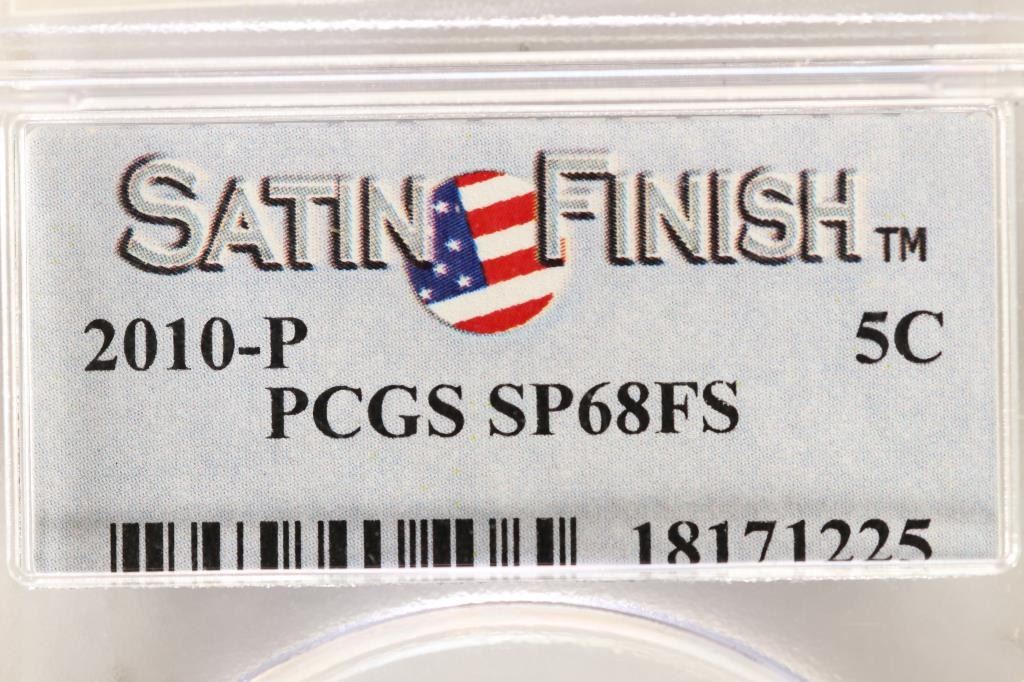 SATIN FINISH™
2010-P 5C
PCGS SP68FS
18171225